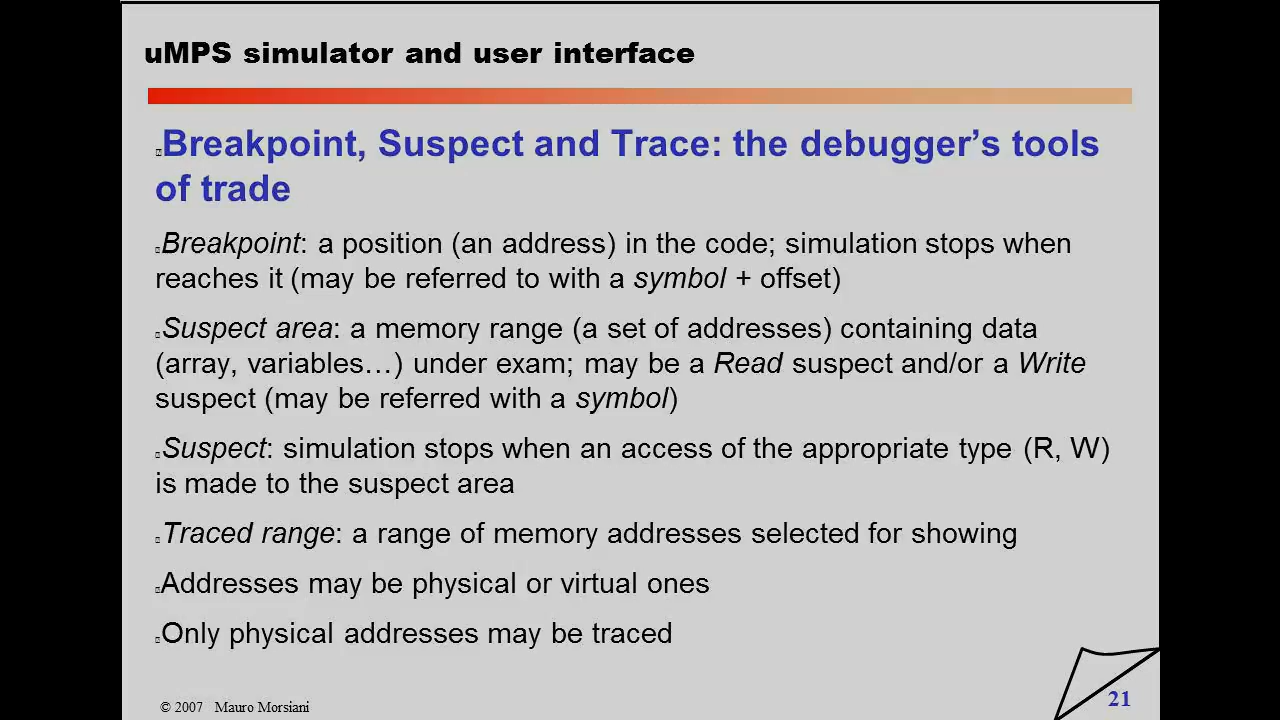 uMPS simulator and user interface
Breakpoint, Suspect and Trace: the debugger’s tools
of trade
Breakpoint: a position (an address) in the code; simulation stops when
reaches it (may be referred to with a symbol + offset)
Suspect area: a memory range (a set of addresses) containing data
(array, variables…) under exam; may be a Read suspect and/or a Write
suspect (may be referred with a symbol)
Suspect: simulation stops when an access of the appropriate type (R, W)
is made to the suspect area
Traced range: a range of memory addresses selected for showing
Addresses may be physical or virtual ones
Only physical addresses may be traced
© 2007 Mauro Morsiani
21